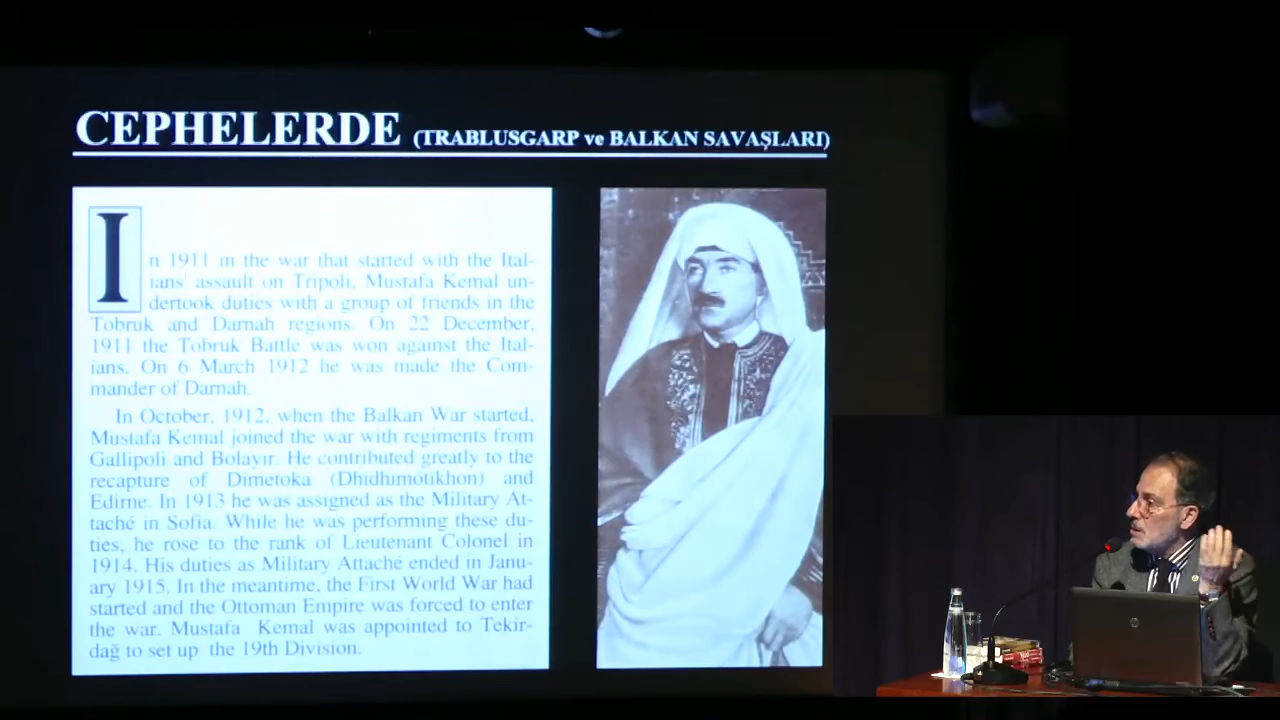 CEPHELERDE (TRABLUSGARP ve BALKAN SAVAŞLARI)
In 1911 in the war that started with the Ital-
ians' assault on Tripoli, Mustafa Kemal un-
dertook duties with a group of friends in the
Tobruk and Darnah regions. On 22 December,
1911 the Tobruk Battle was won against the Ital-
ians. On 6 March 1912 he was made the Com-
mander of Darnah.
In October, 1912, when the Balkan War started,
Mustafa Kemal joined the war with regiments from
Gallipoli and Bolayır. He contributed greatly to the
recapture of Dimetoka (Dhidhimotikhon) and
Edirne. In 1913 he was assigned as the Military At-
taché in Sofia. While he was performing these du-
ties, he rose to the rank of Lieutenant Colonel in
1914. His duties as Military Attaché ended in Janu-
ary 1915. In the meantime, the First World War had
started and the Ottoman Empire was forced to enter
the war. Mustafa Kemal was appointed to Tekir-
dağ to set up the 19th Division.
hp